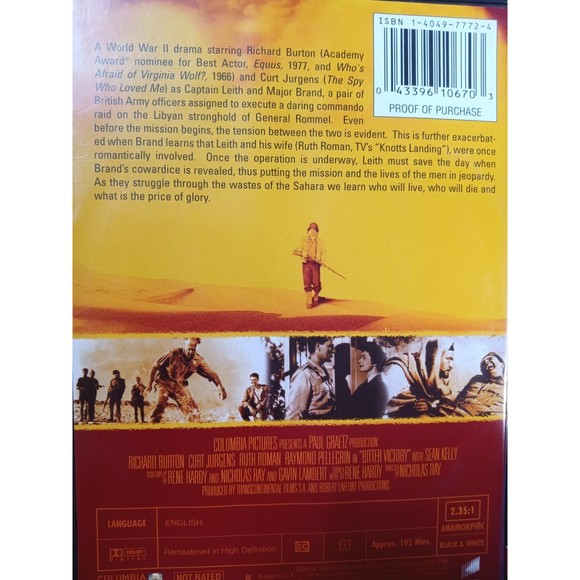 ISBN 1-4049-7772-4
0 43396 10670 3
PROOF OF PURCHASE
A World War II drama starring Richard Burton (Academy
Award® nominee for Best Actor, Equus, 1977, and Who's
Afraid of Virginia Wolf?, 1966) and Curt Jurgens (The Spy
Who Loved Me) as Captain Leith and Major Brand, a pair of
British Army officers assigned to execute a daring commando
raid on the Libyan stronghold of General Rommel. Even
before the mission begins, the tension between the two is evident. This is further exacerbat-
ed when Brand learns that Leith and his wife (Ruth Roman, TV's "Knotts Landing"), were once
romantically involved. Once the operation is underway, Leith must save the day when
Brand's cowardice is revealed, thus putting the mission and the lives of the men in jeopardy.
As they struggle through the wastes of the Sahara we learn who will live, who will die and
what is the price of glory.
COLUMBIA PICTURES PRESENTS A PAUL GRAETZ PRODUCTION
RICHARD BURTON CURT JURGENS RUTH ROMAN RAYMOND PELLEGRIN IN "BITTER VICTORY" WITH SEAN KELLY
SCREENPLAY BY RENE HARDY AND NICHOLAS RAY AND GAVIN LAMBERT RENE HARDY DIRECTED BY NICHOLAS RAY
PRODUCED BY TRANSCONTINENTAL FILMS S.A. AND ROBERT LAFFONT PRODUCTIONS
LANGUAGE ENGLISH
2.35:1
ANAMORPHIC
DOLBY DIGITAL
Remastered in High Definition
CC
Approx. 102 Mins.
BLACK & WHITE
COLUMBIA
NOT RATED